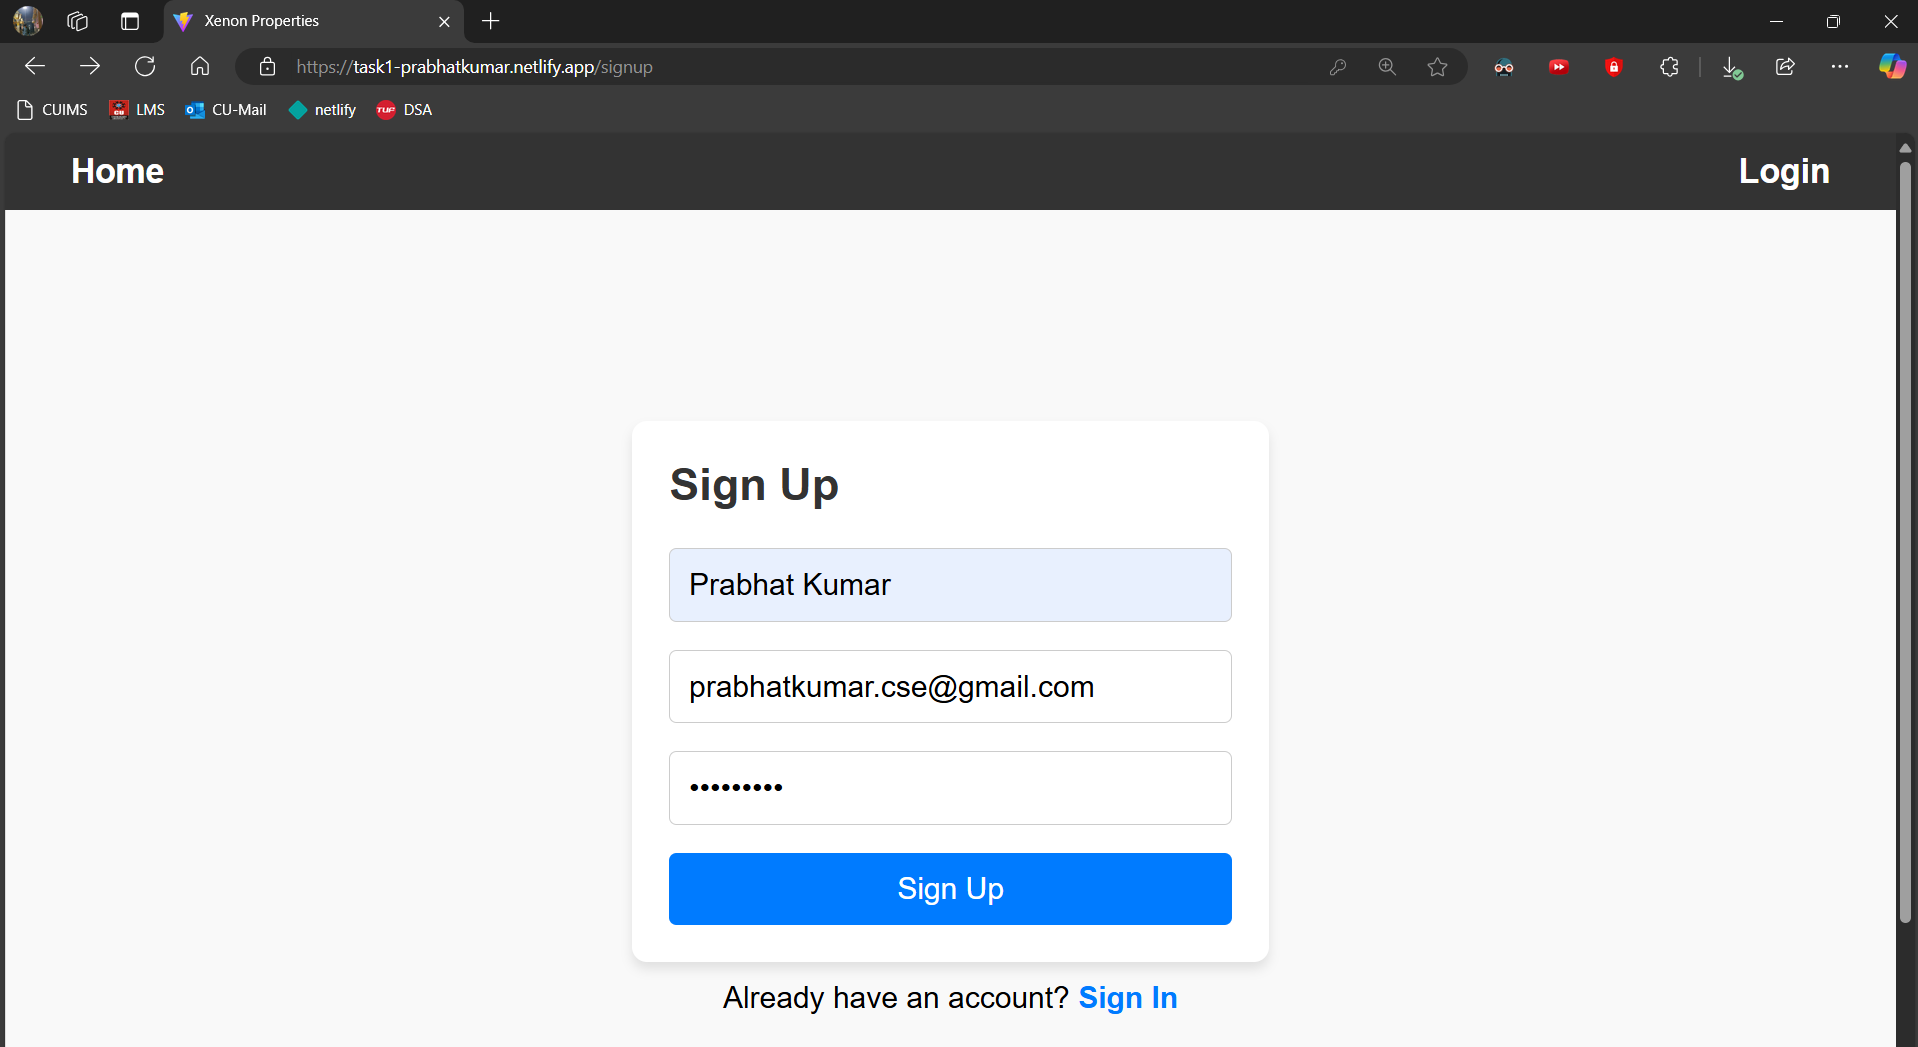 Xenon Properties
https://task1-prabhatkumar.netlify.app/signup
CUIMS LMS CU-Mail netlify TUF DSA
Home Login
Sign Up
Prabhat Kumar
prabhatkumar.cse@gmail.com
•••••••••
Sign Up
Already have an account? Sign In